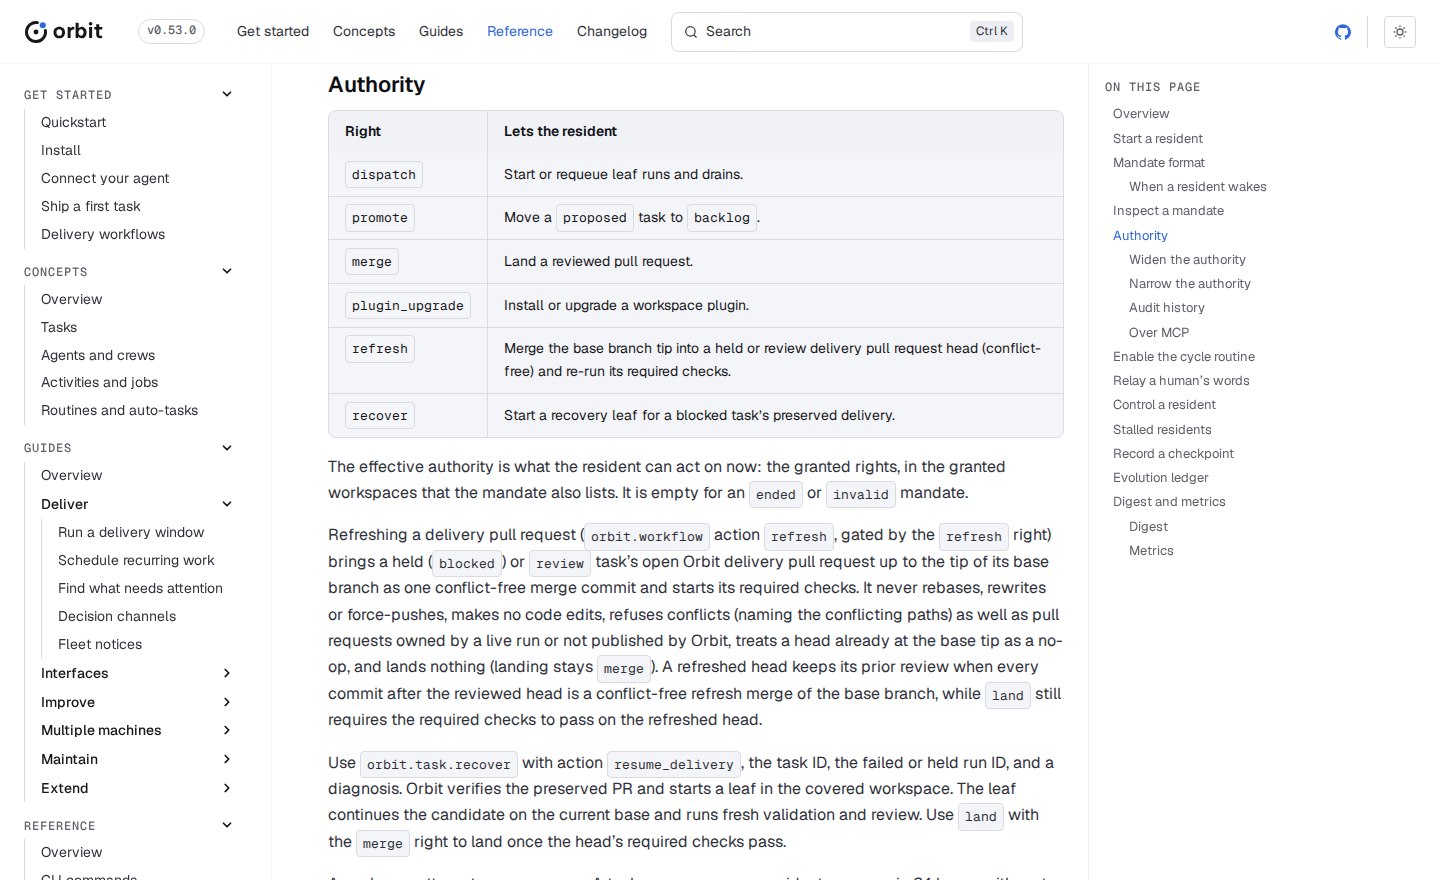 orbit
v0.53.0
Get started
Concepts
Guides
Reference
Changelog
Search
Ctrl K
GET STARTED
Quickstart
Install
Connect your agent
Ship a first task
Delivery workflows
CONCEPTS
Overview
Tasks
Agents and crews
Activities and jobs
Routines and auto-tasks
GUIDES
Overview
Deliver
Run a delivery window
Schedule recurring work
Find what needs attention
Decision channels
Fleet notices
Interfaces
Improve
Multiple machines
Maintain
Extend
REFERENCE
Overview
Authority
Right
Lets the resident
dispatch
Start or requeue leaf runs and drains.
promote
Move a proposed task to backlog.
merge
Land a reviewed pull request.
plugin_upgrade
Install or upgrade a workspace plugin.
refresh
Merge the base branch tip into a held or review delivery pull request head (conflict-
free) and re-run its required checks.
recover
Start a recovery leaf for a blocked task's preserved delivery.
The effective authority is what the resident can act on now: the granted rights, in the granted
workspaces that the mandate also lists. It is empty for an ended or invalid mandate.
Refreshing a delivery pull request (orbit.workflow action refresh, gated by the refresh right)
brings a held (blocked) or review task's open Orbit delivery pull request up to the tip of its base
branch as one conflict-free merge commit and starts its required checks. It never rebases, rewrites
or force-pushes, makes no code edits, refuses conflicts (naming the conflicting paths) as well as pull
requests owned by a live run or not published by Orbit, treats a head already at the base tip as a no-
op, and lands nothing (landing stays merge). A refreshed head keeps its prior review when every
commit after the reviewed head is a conflict-free refresh merge of the base branch, while land still
requires the required checks to pass on the refreshed head.
Use orbit.task.recover with action resume_delivery, the task ID, the failed or held run ID, and a
diagnosis. Orbit verifies the preserved PR and starts a leaf in the covered workspace. The leaf
continues the candidate on the current base and runs fresh validation and review. Use land with
the merge right to land once the head's required checks pass.
ON THIS PAGE
Overview
Start a resident
Mandate format
When a resident wakes
Inspect a mandate
Authority
Widen the authority
Narrow the authority
Audit history
Over MCP
Enable the cycle routine
Relay a human's words
Control a resident
Stalled residents
Record a checkpoint
Evolution ledger
Digest and metrics
Digest
Metrics